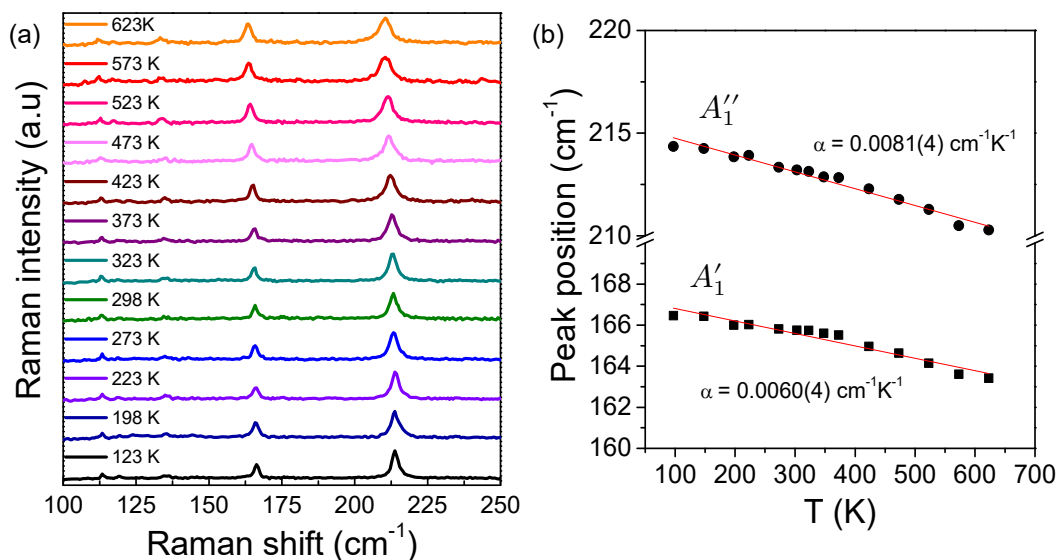 (a)
623K
573 K
523 K
473 K
423 K
373 K
323 K
298 K
273 K
223 K
198 K
123 K
100 125 150 175 200 225 250
Raman shift (cm⁻¹)
Raman intensity (a.u)
(b)
220
215
210
168
166
164
162
160
A₁′′
α = 0.0081(4) cm⁻¹K⁻¹
A₁′
α = 0.0060(4) cm⁻¹K⁻¹
100 200 300 400 500 600 700
T (K)
Peak position (cm⁻¹)